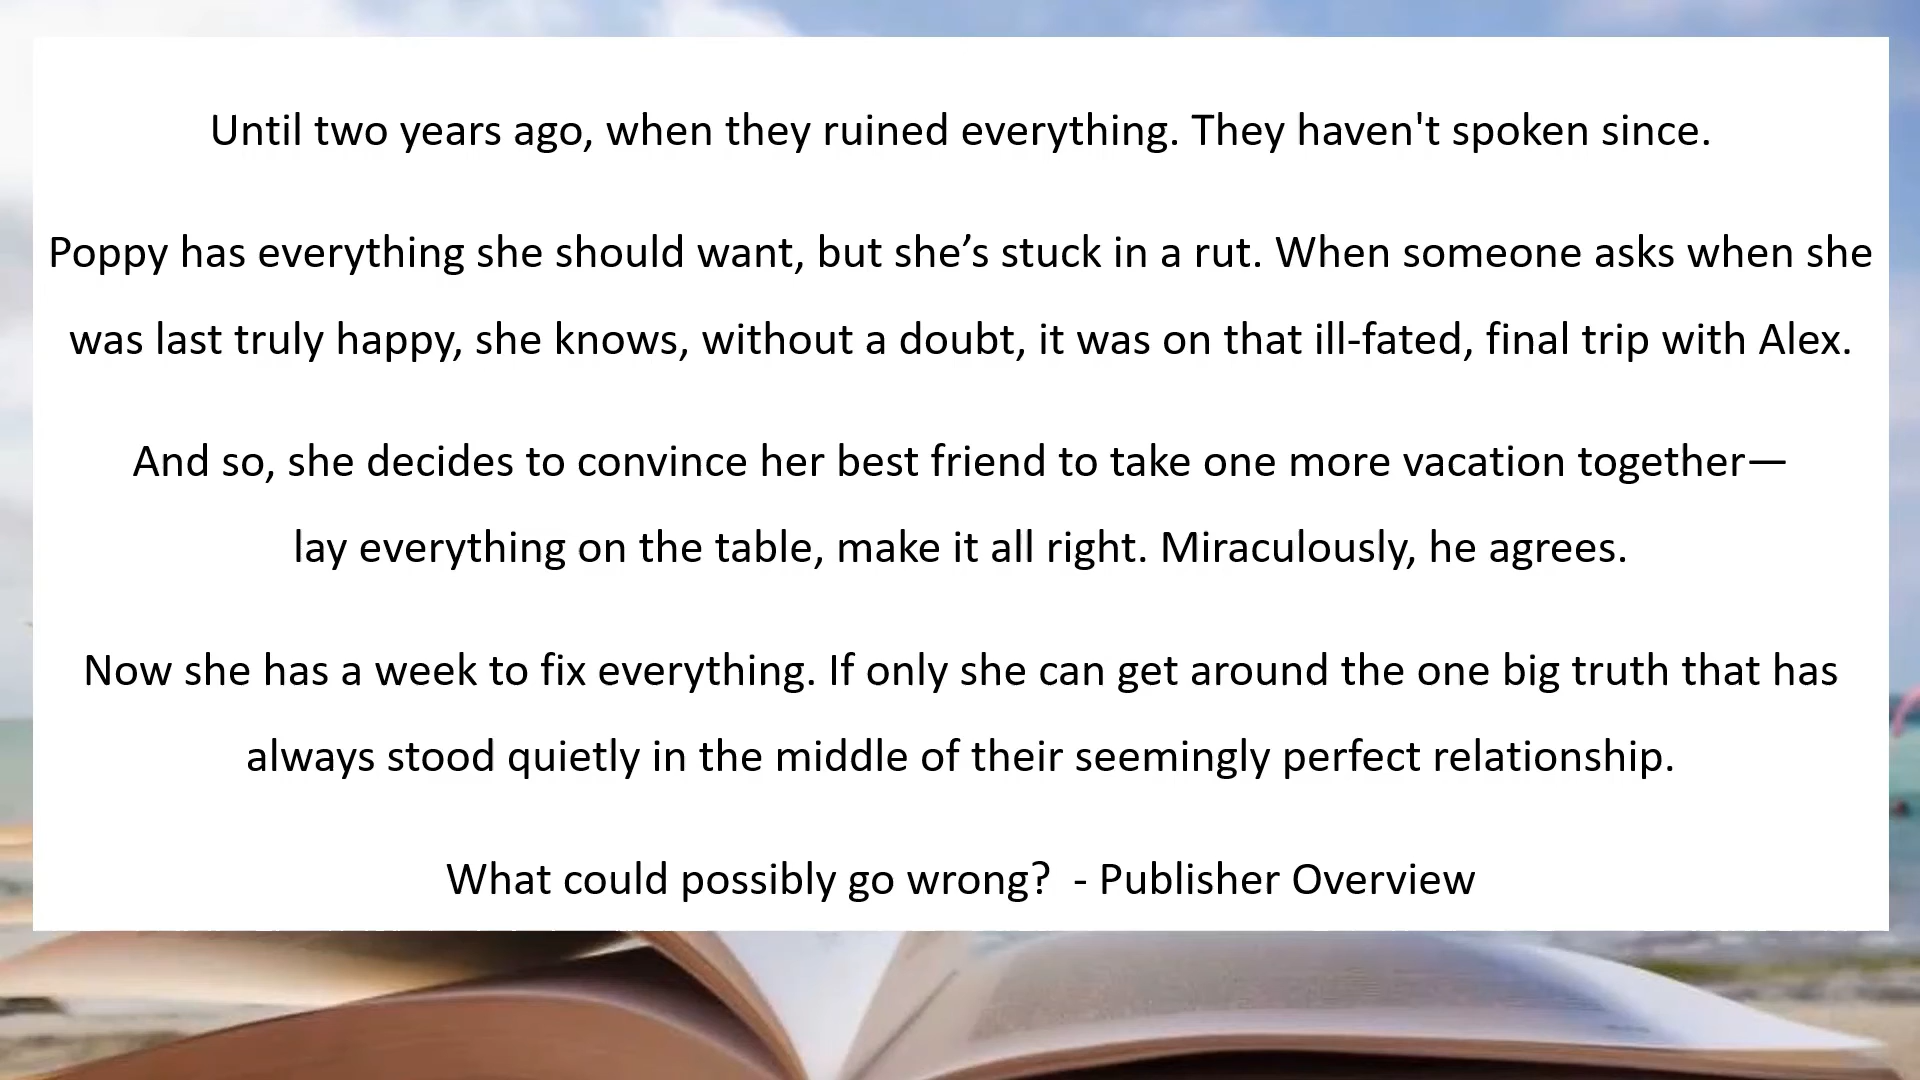 Until two years ago, when they ruined everything. They haven't spoken since.
Poppy has everything she should want, but she’s stuck in a rut. When someone asks when she
was last truly happy, she knows, without a doubt, it was on that ill-fated, final trip with Alex.
And so, she decides to convince her best friend to take one more vacation together—
lay everything on the table, make it all right. Miraculously, he agrees.
Now she has a week to fix everything. If only she can get around the one big truth that has
always stood quietly in the middle of their seemingly perfect relationship.
What could possibly go wrong?  - Publisher Overview